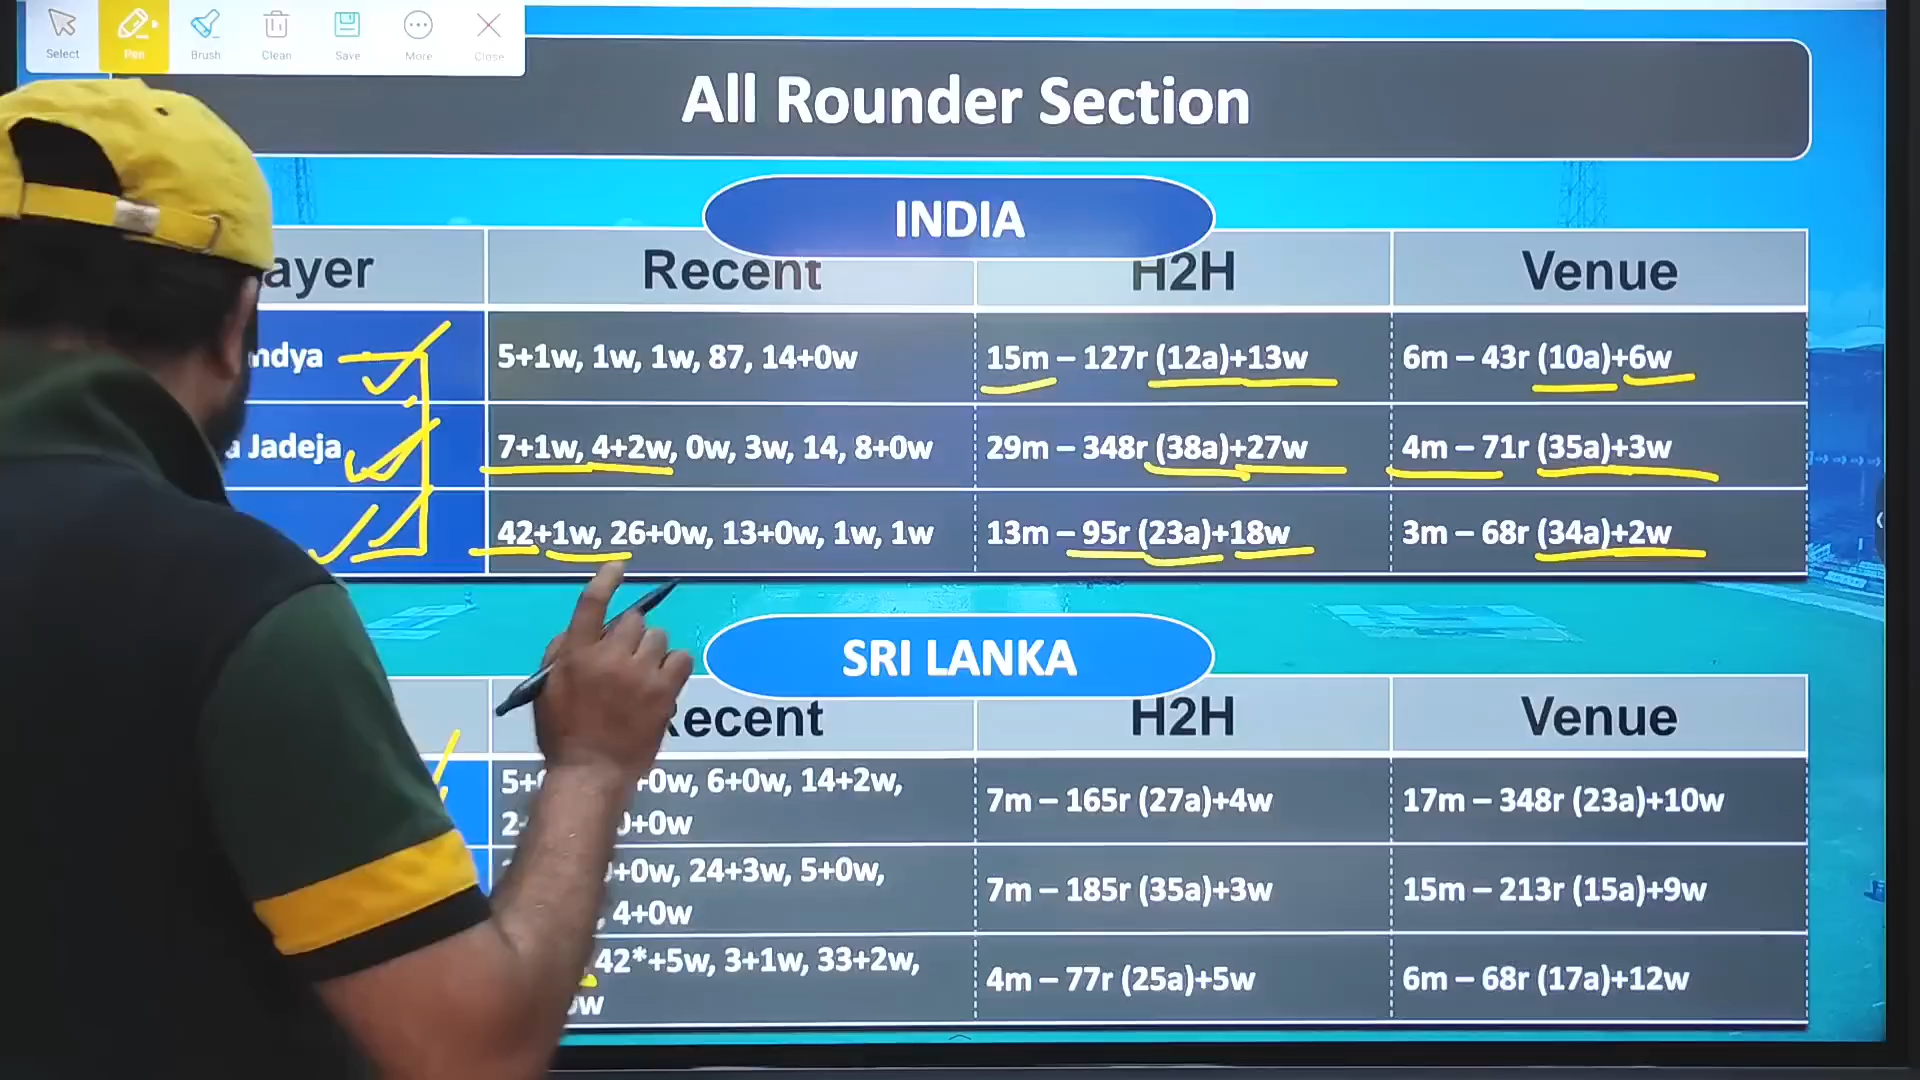 Select Pen Brush Clean Save More Close
All Rounder Section
INDIA
ayer Recent H2H Venue
ndya 5+1w, 1w, 1w, 87, 14+0w 15m – 127r (12a)+13w 6m – 43r (10a)+6w
a Jadeja 7+1w, 4+2w, 0w, 3w, 14, 8+0w 29m – 348r (38a)+27w 4m – 71r (35a)+3w
42+1w, 26+0w, 13+0w, 1w, 1w 13m – 95r (23a)+18w 3m – 68r (34a)+2w
SRI LANKA
Recent H2H Venue
5+ +0w, 6+0w, 14+2w, 7m – 165r (27a)+4w 17m – 348r (23a)+10w
2 +0w
+0w, 24+3w, 5+0w, 7m – 185r (35a)+3w 15m – 213r (15a)+9w
, 4+0w
42*+5w, 3+1w, 33+2w, 4m – 77r (25a)+5w 6m – 68r (17a)+12w
w